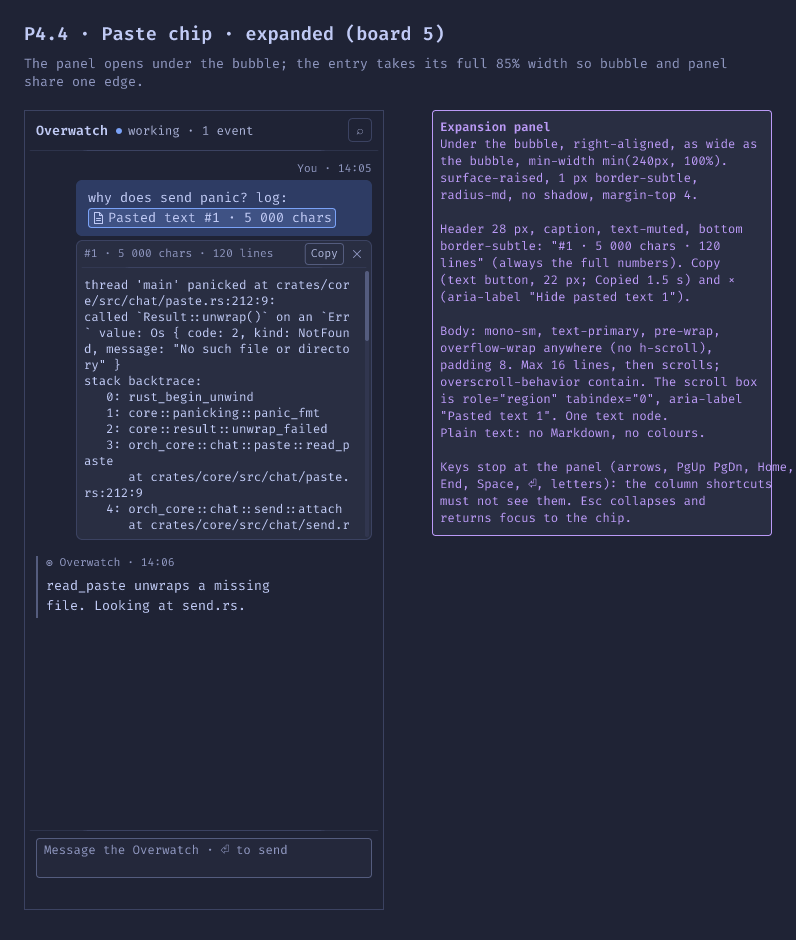 P4.4 · Paste chip · expanded (board 5)
The panel opens under the bubble; the entry takes its full 85% width so bubble and panel
share one edge.
Overwatch ● working · 1 event ⌕
You · 14:05
why does send panic? log:
Pasted text #1 · 5 000 chars
#1 · 5 000 chars · 120 lines Copy ×
thread 'main' panicked at crates/cor
e/src/chat/paste.rs:212:9:
called `Result::unwrap()` on an `Err
` value: Os { code: 2, kind: NotFoun
d, message: "No such file or directo
ry" }
stack backtrace:
   0: rust_begin_unwind
   1: core::panicking::panic_fmt
   2: core::result::unwrap_failed
   3: orch_core::chat::paste::read_p
aste
      at crates/core/src/chat/paste.
rs:212:9
   4: orch_core::chat::send::attach
      at crates/core/src/chat/send.r
⊙ Overwatch · 14:06
read_paste unwraps a missing
file. Looking at send.rs.
Message the Overwatch · ⏎ to send
Expansion panel
Under the bubble, right-aligned, as wide as
the bubble, min-width min(240px, 100%).
surface-raised, 1 px border-subtle,
radius-md, no shadow, margin-top 4.
Header 28 px, caption, text-muted, bottom
border-subtle: "#1 · 5 000 chars · 120
lines" (always the full numbers). Copy
(text button, 22 px; Copied 1.5 s) and ×
(aria-label "Hide pasted text 1").
Body: mono-sm, text-primary, pre-wrap,
overflow-wrap anywhere (no h-scroll),
padding 8. Max 16 lines, then scrolls;
overscroll-behavior contain. The scroll box
is role="region" tabindex="0", aria-label
"Pasted text 1". One text node.
Plain text: no Markdown, no colours.
Keys stop at the panel (arrows, PgUp PgDn, Home,
End, Space, ⏎, letters): the column shortcuts
must not see them. Esc collapses and
returns focus to the chip.